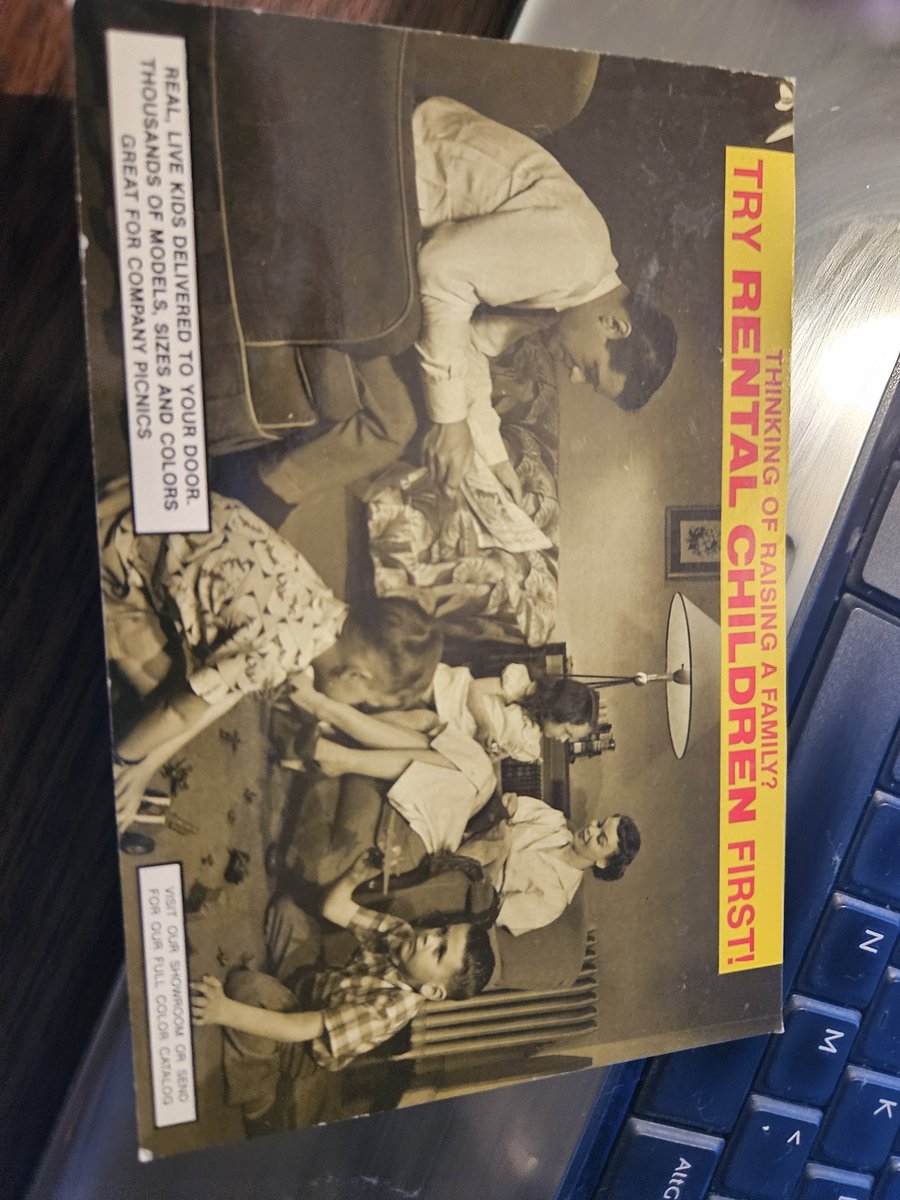 THINKING OF RAISING A FAMILY?
TRY RENTAL CHILDREN FIRST!
REAL, LIVE KIDS DELIVERED TO YOUR DOOR.
THOUSANDS OF MODELS, SIZES AND COLORS
GREAT FOR COMPANY PICNICS
VISIT OUR SHOWROOM OR SEND
FOR OUR FULL COLOR CATALOG
N
M
K
; ,
AltG